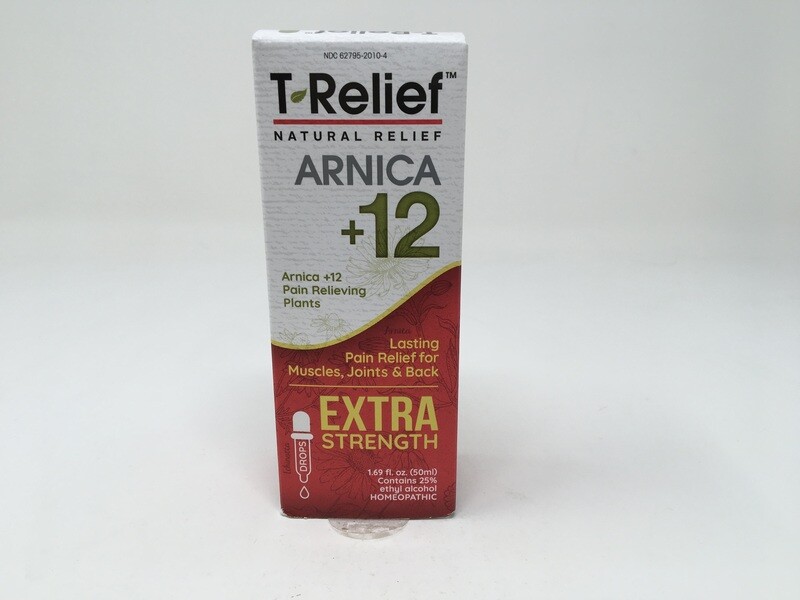 NDC 62795-2010-4
T-Relief™
NATURAL RELIEF
ARNICA
+12
Arnica +12
Pain Relieving
Plants
Lasting
Pain Relief for
Muscles, Joints & Back
EXTRA
STRENGTH
DROPS
1.69 fl. oz. (50ml)
Contains 25%
ethyl alcohol
HOMEOPATHIC